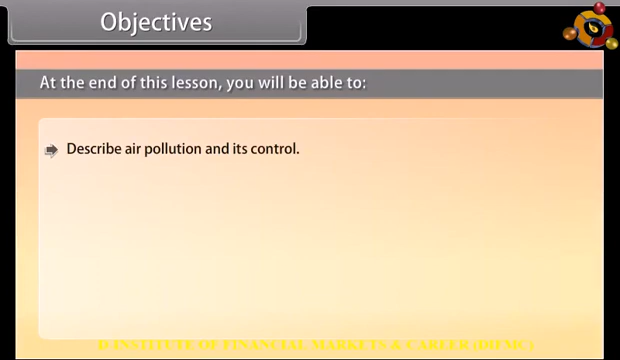 Objectives
At the end of this lesson, you will be able to:
Describe air pollution and its control.
D INSTITUTE OF FINANCIAL MARKETS & CAREER (DIFMC)